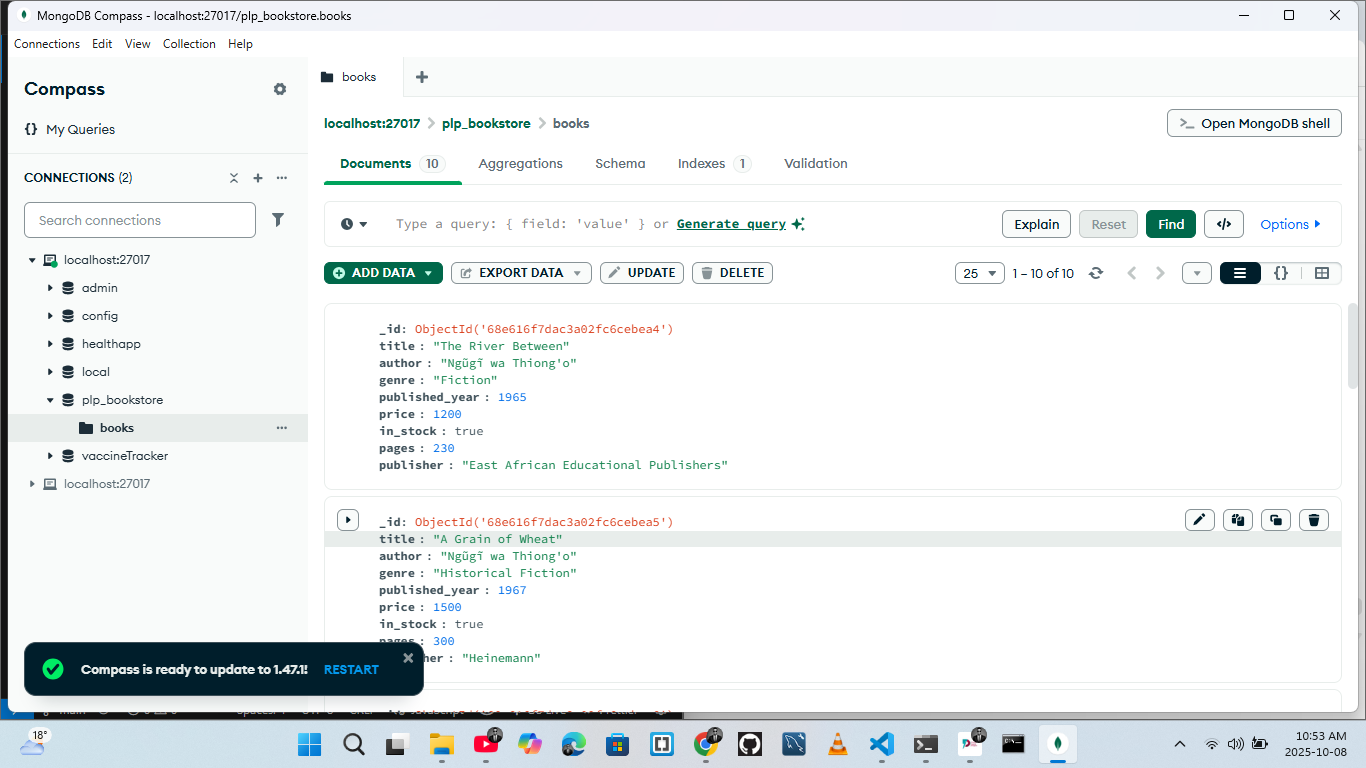 MongoDB Compass - localhost:27017/plp_bookstore.books
Connections Edit View Collection Help
Compass
My Queries
CONNECTIONS (2)
Search connections
localhost:27017
admin
config
healthapp
local
plp_bookstore
books
vaccineTracker
localhost:27017
books
localhost:27017 > plp_bookstore > books
Open MongoDB shell
Documents 10 Aggregations Schema Indexes 1 Validation
Type a query: { field: 'value' } or Generate query
Explain Reset Find </> Options
ADD DATA EXPORT DATA UPDATE DELETE
25 1 – 10 of 10 {}
_id: ObjectId('68e616f7dac3a02fc6cebea4')
title : "The River Between"
author : "Ngũgĩ wa Thiong'o"
genre : "Fiction"
published_year : 1965
price : 1200
in_stock : true
pages : 230
publisher : "East African Educational Publishers"
_id: ObjectId('68e616f7dac3a02fc6cebea5')
title : "A Grain of Wheat"
author : "Ngũgĩ wa Thiong'o"
genre : "Historical Fiction"
published_year : 1967
price : 1500
in_stock : true
pages : 300
her : "Heinemann"
Compass is ready to update to 1.47.1! RESTART
18°
10:53 AM
2025-10-08